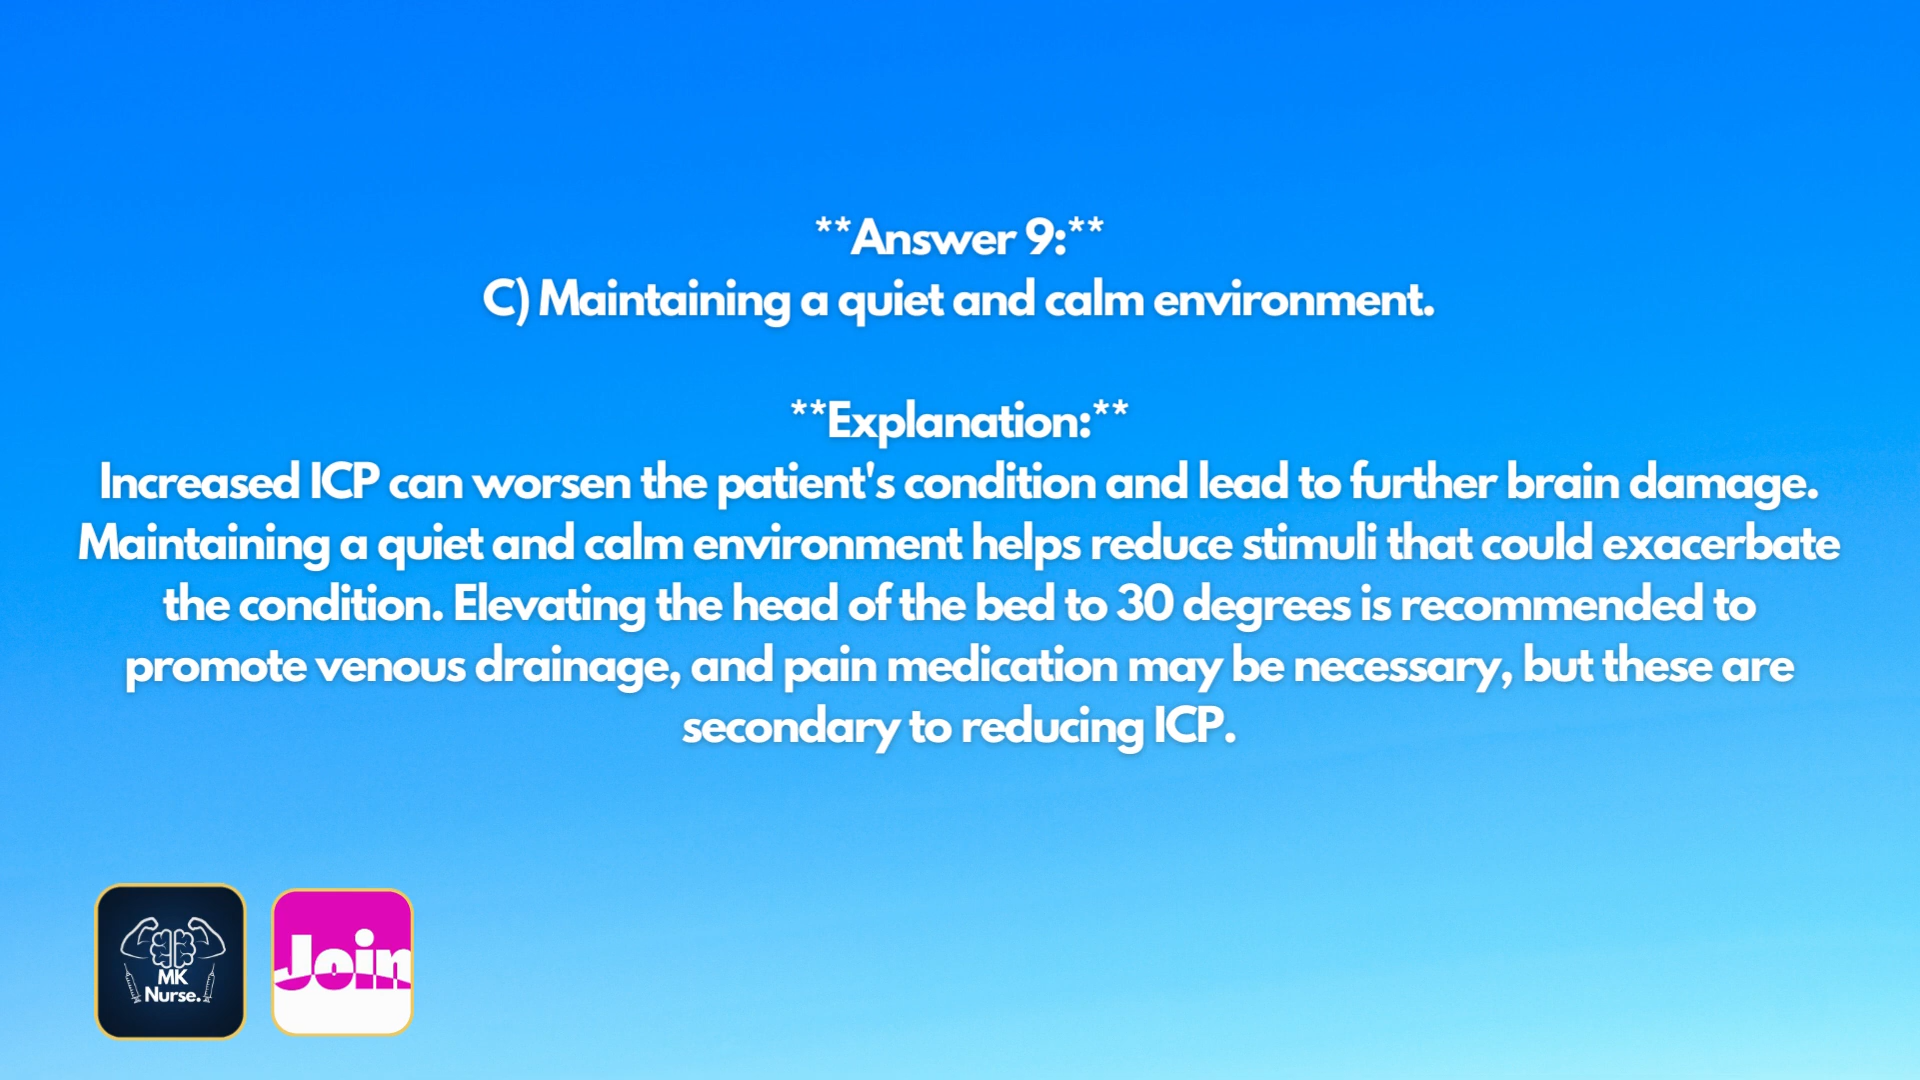 **Answer 9:**
C) Maintaining a quiet and calm environment.
**Explanation:**
Increased ICP can worsen the patient's condition and lead to further brain damage.
Maintaining a quiet and calm environment helps reduce stimuli that could exacerbate
the condition. Elevating the head of the bed to 30 degrees is recommended to
promote venous drainage, and pain medication may be necessary, but these are
secondary to reducing ICP.
MK
Nurse.
Join